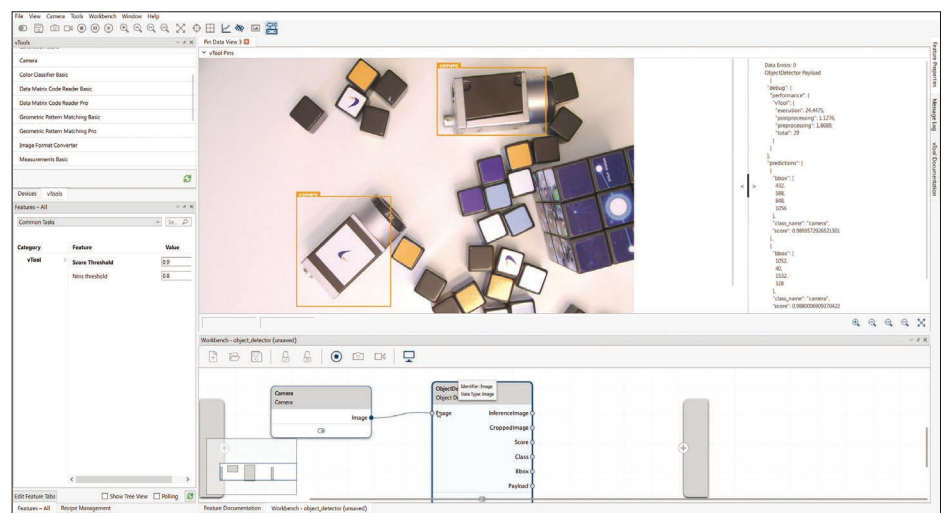 File View Camera Tools Workbench Window Help
vTools
Camera
Color Classifier Basic
Data Matrix Code Reader Basic
Data Matrix Code Reader Pro
Geometric Pattern Matching Basic
Geometric Pattern Matching Pro
Image Format Converter
Measurements Basic
Devices vTools
Features – All
Common Tasks
Se...
Category Feature Value
vTool Score Threshold 0.9
Nms threshold 0.8
Edit Feature Tabs Show Tree View Polling
Features – All Recipe Management
Pin Data View 3
vTool Pins
camera
camera
Data Errors: 0
ObjectDetector Payload
{
"debug": {
"performance": {
"vTool": {
"execution": 24.4475,
"postprocessing": 1.1276,
"preprocessing": 1.8689,
"total": 29
}
}
},
"predictions": [
{
"bbox": [
432,
388,
848,
1056
],
"class_name": "camera",
"score": 0.9893572926521301
},
{
"bbox": [
1052,
40,
1532,
328
],
"class_name": "camera",
"score": 0.9880006909370422
Feature Properties
Message Log
vTool Documentation
Workbench - object_detector (unsaved)
Camera
Camera
Image
Object De
Identifier: Image
Data Type: Image
Image InferenceImage
CroppedImage
Score
Class
Bbox
Payload
Feature Documentation Workbench - object_detector (unsaved)